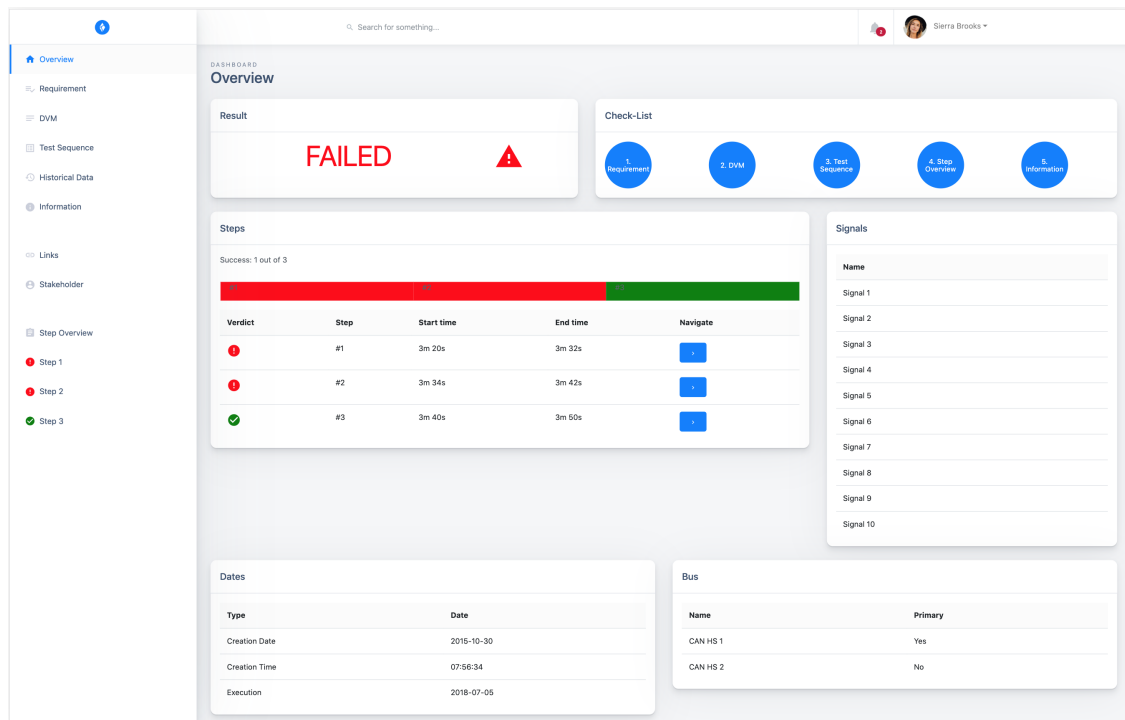 Search for something...
2
Sierra Brooks
Overview
Requirement
DVM
Test Sequence
Historical Data
Information
Links
Stakeholder
Step Overview
Step 1
Step 2
Step 3
DASHBOARD
Overview
Result
FAILED
Check-List
1.
Requirement
2. DVM
3. Test
Sequence
4. Step
Overview
5.
Information
Steps
Success: 1 out of 3
Verdict Step Start time End time Navigate
#1 3m 20s 3m 32s ›
#2 3m 34s 3m 42s ›
#3 3m 40s 3m 50s ›
Signals
Name
Signal 1
Signal 2
Signal 3
Signal 4
Signal 5
Signal 6
Signal 7
Signal 8
Signal 9
Signal 10
Dates
Type Date
Creation Date 2015-10-30
Creation Time 07:56:34
Execution 2018-07-05
Bus
Name Primary
CAN HS 1 Yes
CAN HS 2 No